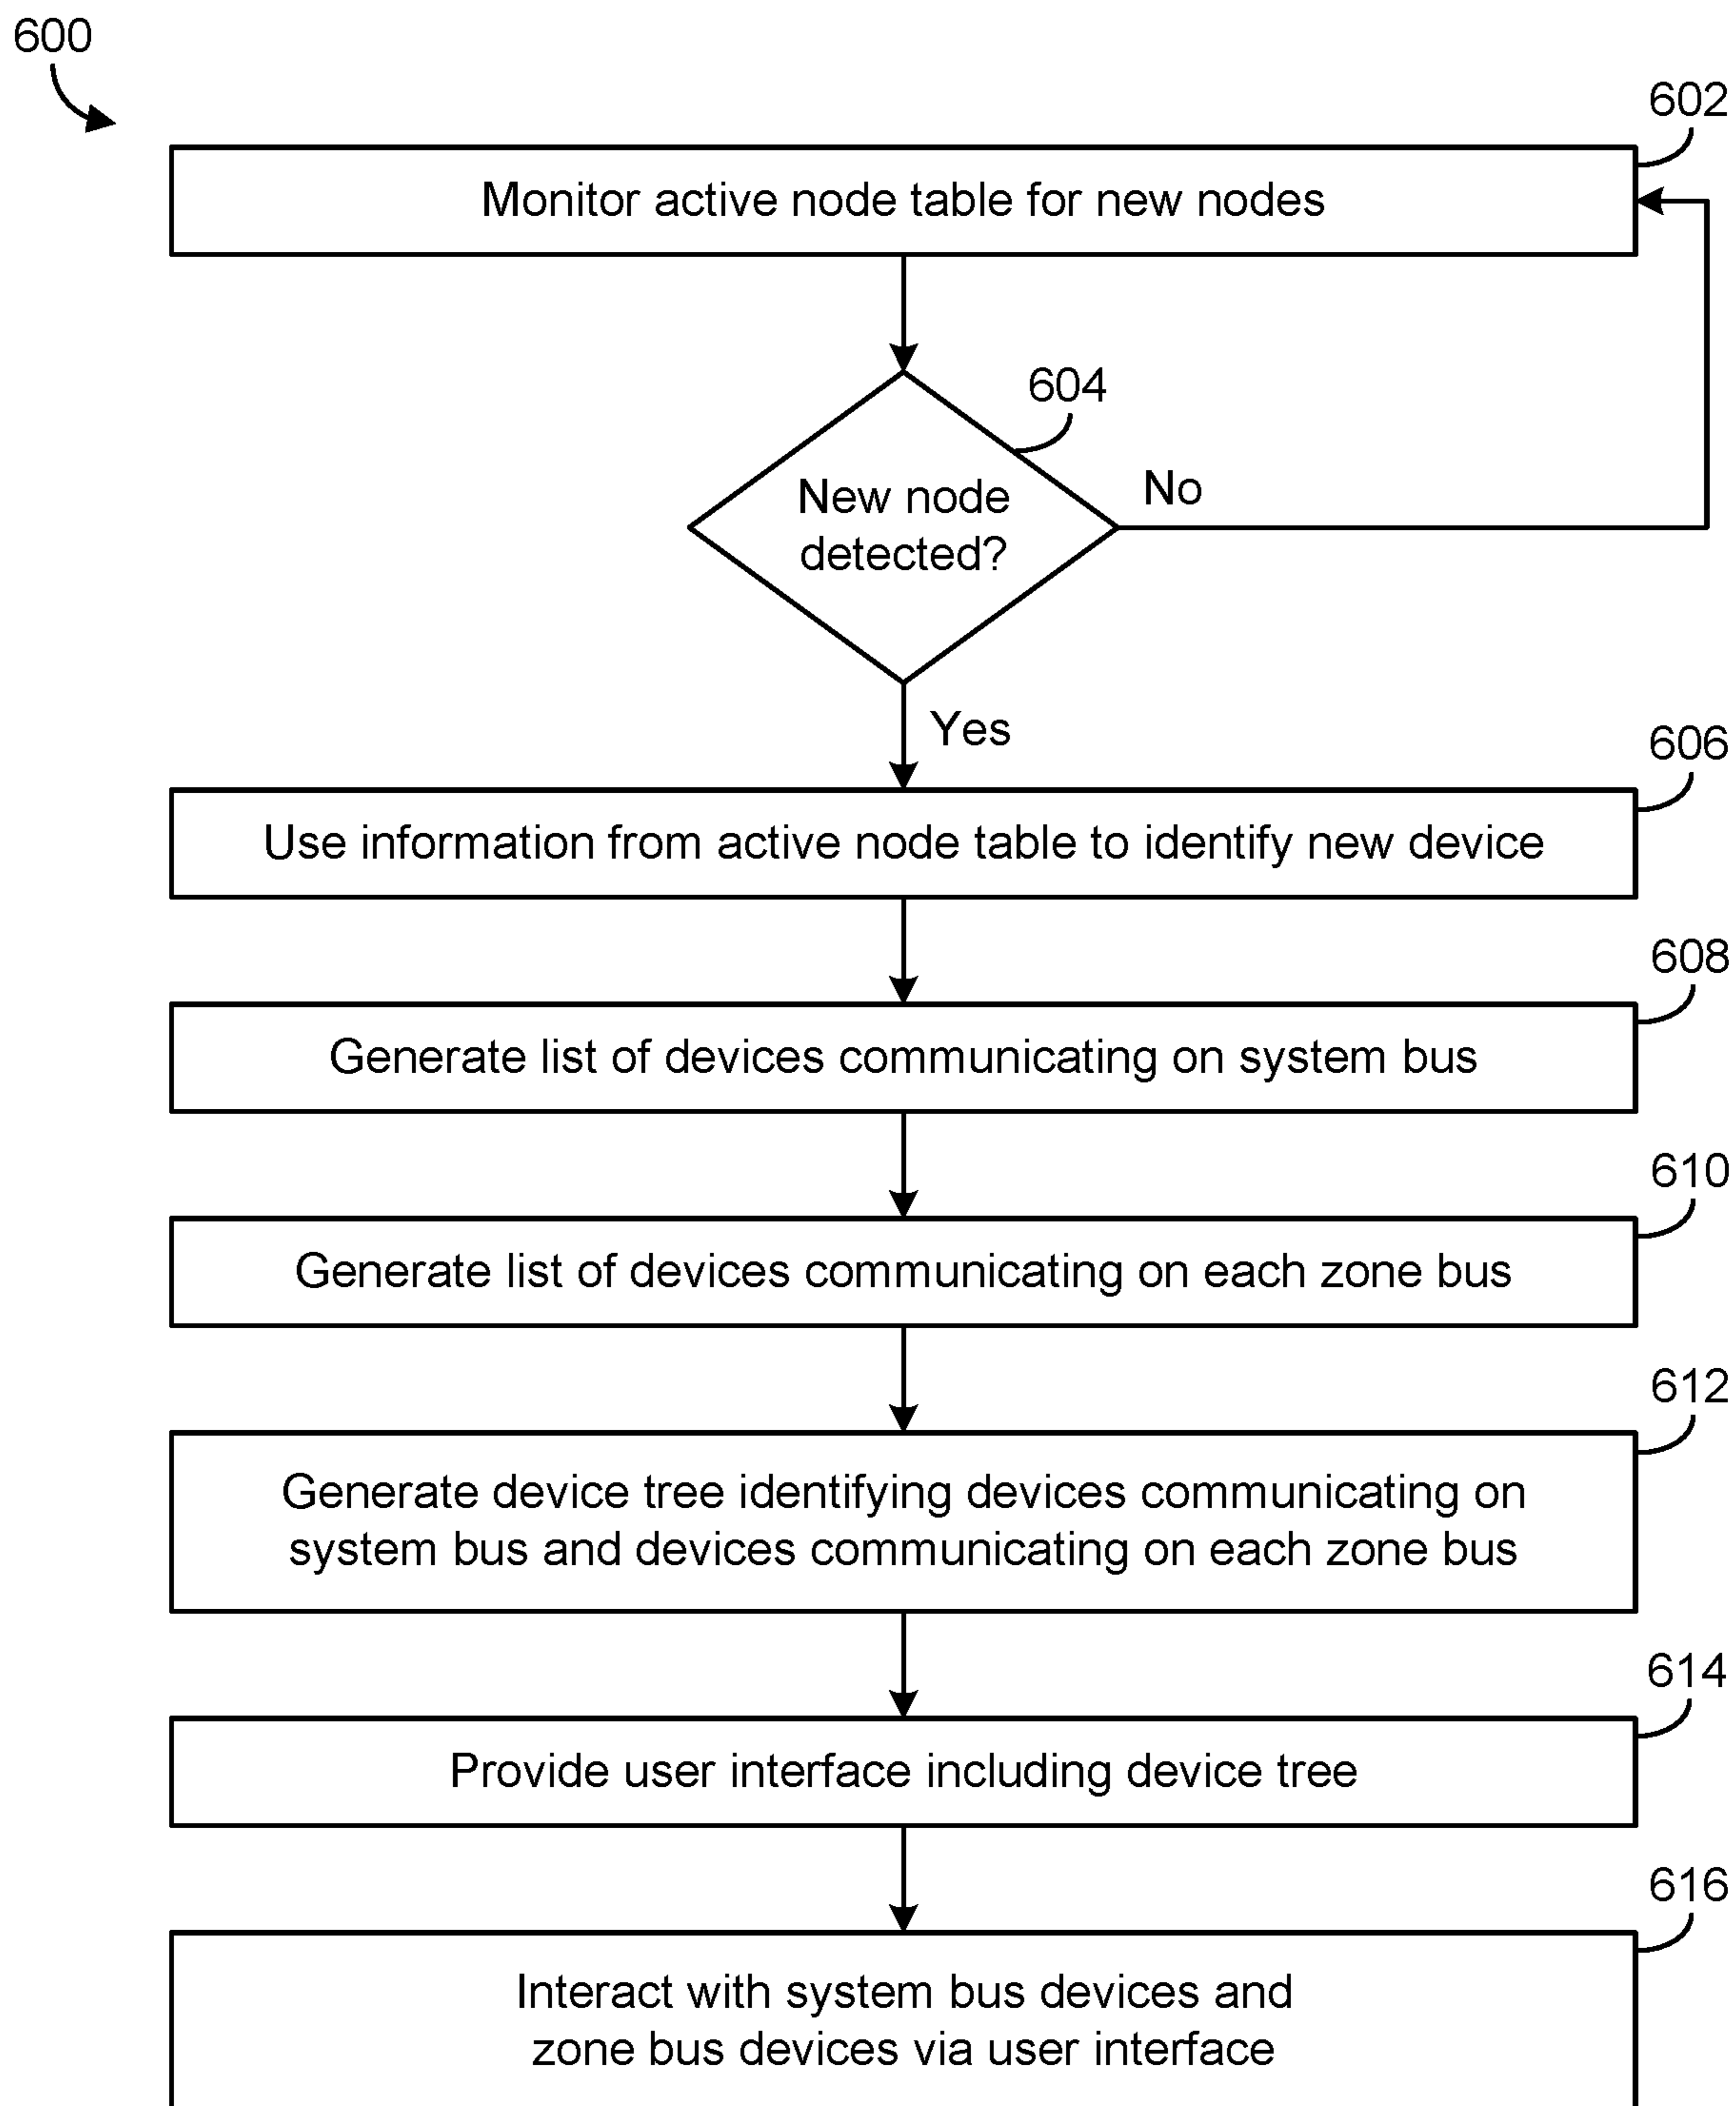 600
602
Monitor active node table for new nodes
604
New node
detected?
No
Yes
606
Use information from active node table to identify new device
608
Generate list of devices communicating on system bus
610
Generate list of devices communicating on each zone bus
612
Generate device tree identifying devices communicating on
system bus and devices communicating on each zone bus
614
Provide user interface including device tree
616
Interact with system bus devices and
zone bus devices via user interface